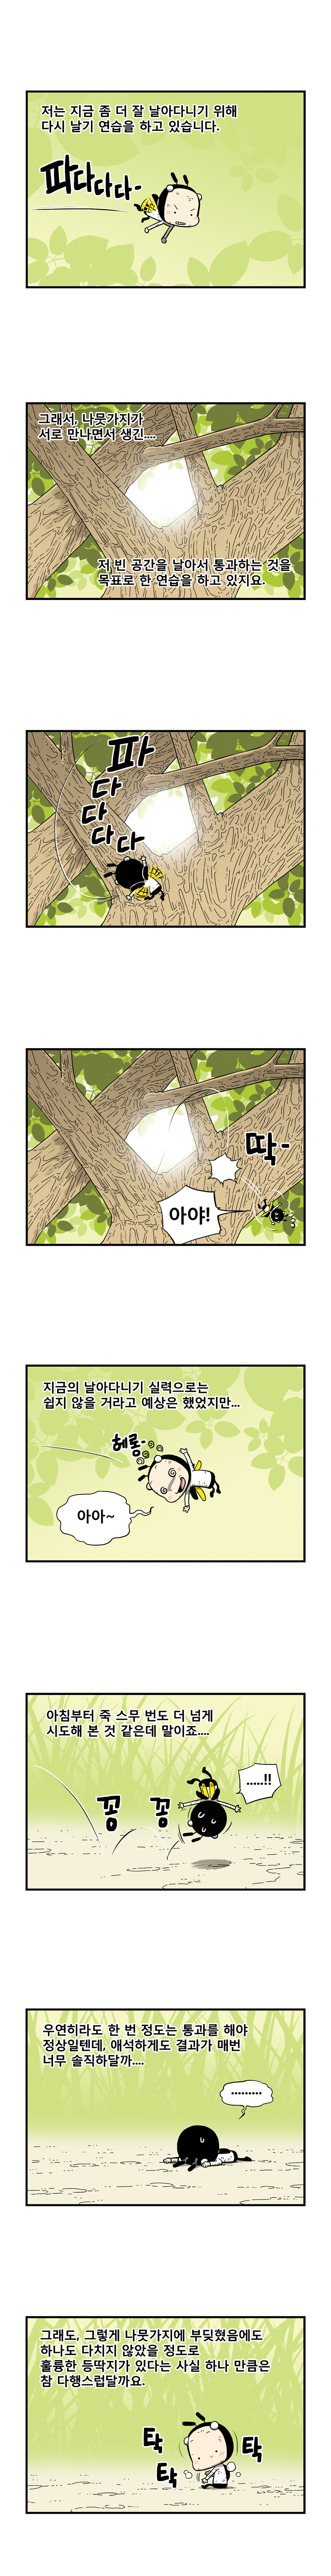 저는 지금 좀 더 잘 날아다니기 위해
다시 날기 연습을 하고 있습니다.
파다다다-
그래서, 나뭇가지가
서로 만나면서 생긴....
저 빈 공간을 날아서 통과하는 것을
목표로 한 연습을 하고 있지요.
파
다
다
다
다
딱-
아야!
지금의 날아다니기 실력으로는
쉽지 않을 거라고 예상은 했었지만...
헤롱-
아아~
아침부터 죽 스무 번도 더 넘게
시도해 본 것 같은데 말이죠....
.......!!
꽁
꽁
우연히라도 한 번 정도는 통과를 해야
정상일텐데, 애석하게도 결과가 매번
너무 솔직하달까....
.........
그래도, 그렇게 나뭇가지에 부딪혔음에도
하나도 다치지 않았을 정도로
훌륭한 등딱지가 있다는 사실 하나 만큼은
참 다행스럽달까요.
탁
탁
탁